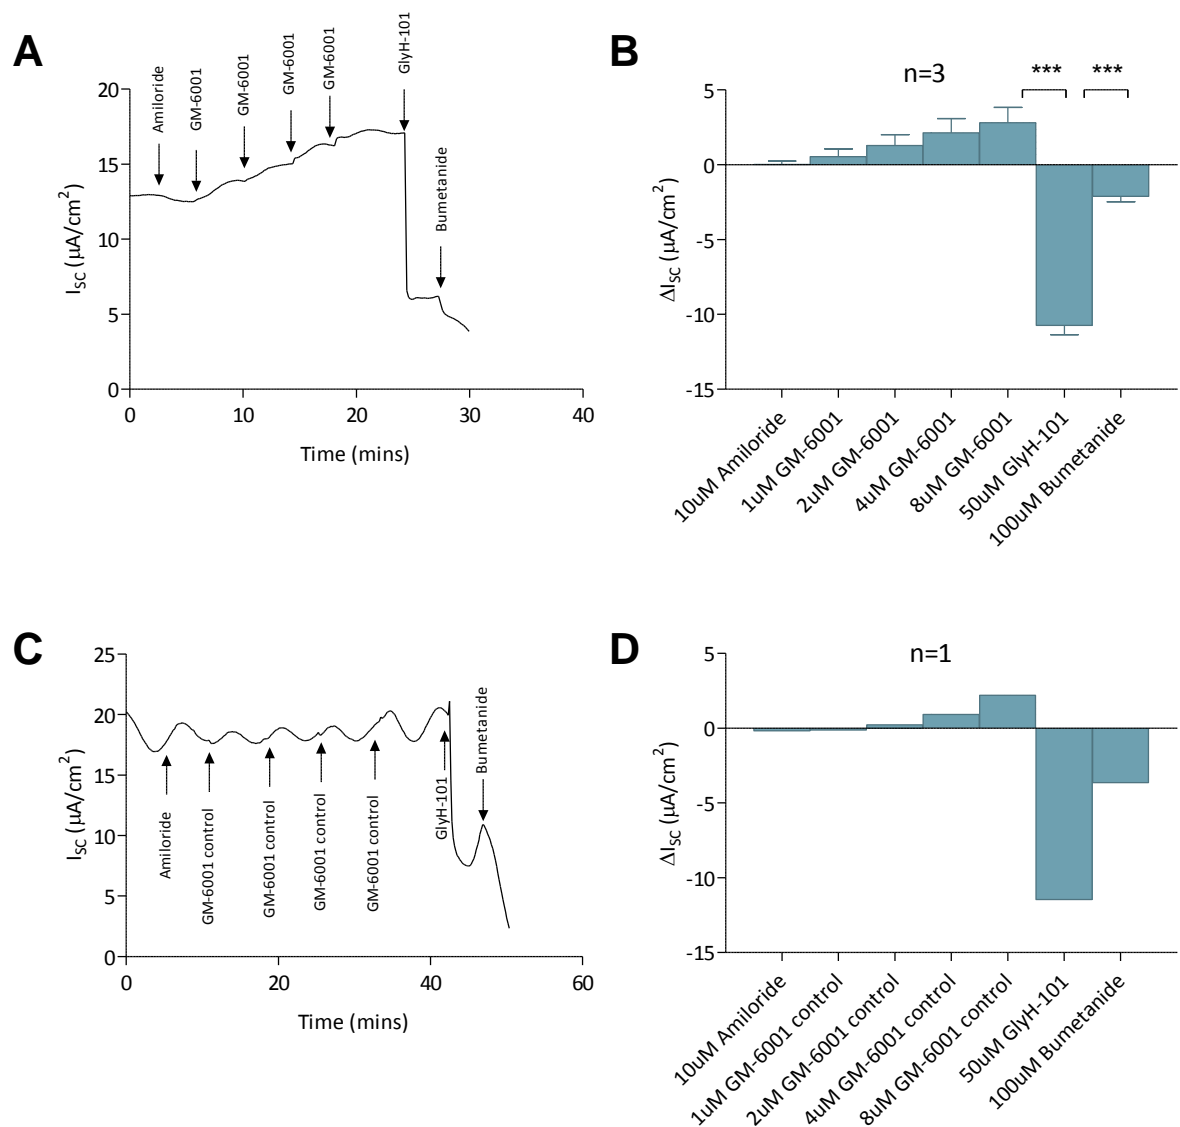 A
Amiloride
GM-6001
GM-6001
GM-6001
GM-6001
GlyH-101
Bumetanide
20
15
10
5
0
ISC (µA/cm2)
0 10 20 30 40
Time (mins)
B
n=3
***
***
5
0
-5
-10
-15
ΔISC (µA/cm2)
10uM Amiloride
1uM GM-6001
2uM GM-6001
4uM GM-6001
8uM GM-6001
50uM GlyH-101
100uM Bumetanide
C
25
20
15
10
5
0
ISC (µA/cm2)
Amiloride
GM-6001 control
GM-6001 control
GM-6001 control
GM-6001 control
GlyH-101
Bumetanide
0 20 40 60
Time (mins)
D
n=1
5
0
-5
-10
-15
ΔISC (µA/cm2)
10uM Amiloride
1uM GM-6001 control
2uM GM-6001 control
4uM GM-6001 control
8uM GM-6001 control
50uM GlyH-101
100uM Bumetanide